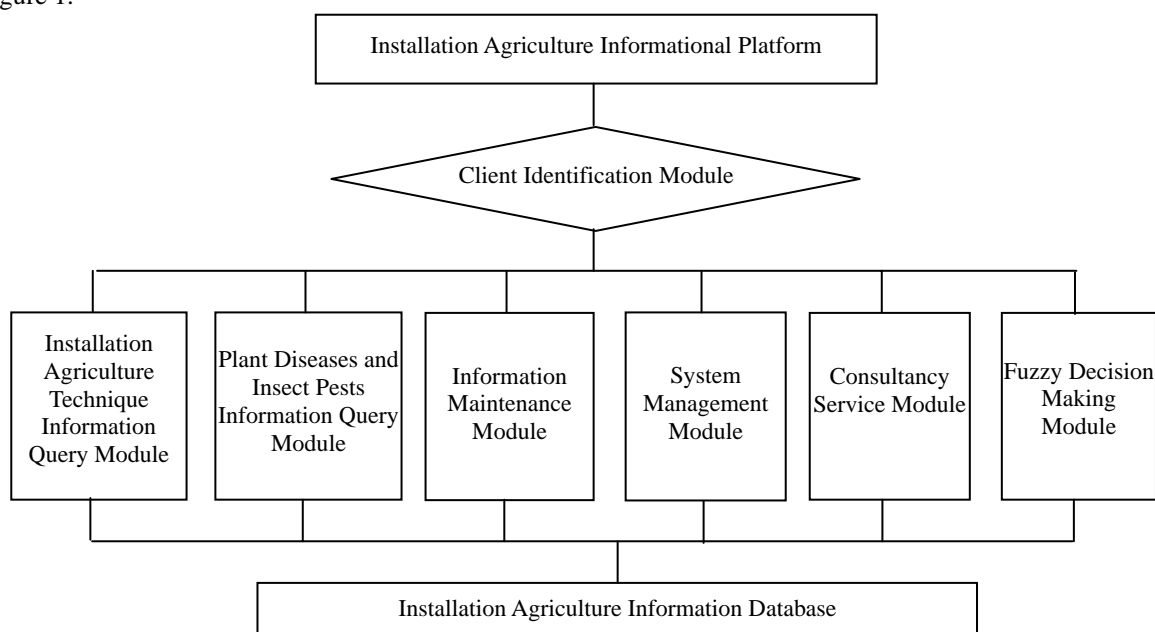 gure 1.
Installation Agriculture Informational Platform
Client Identification Module
Installation
Agriculture
Technique
Information
Query Module
Plant Diseases and
Insect Pests
Information Query
Module
Information
Maintenance
Module
System
Management
Module
Consultancy
Service Module
Fuzzy Decision
Making
Module
Installation Agriculture Information Database